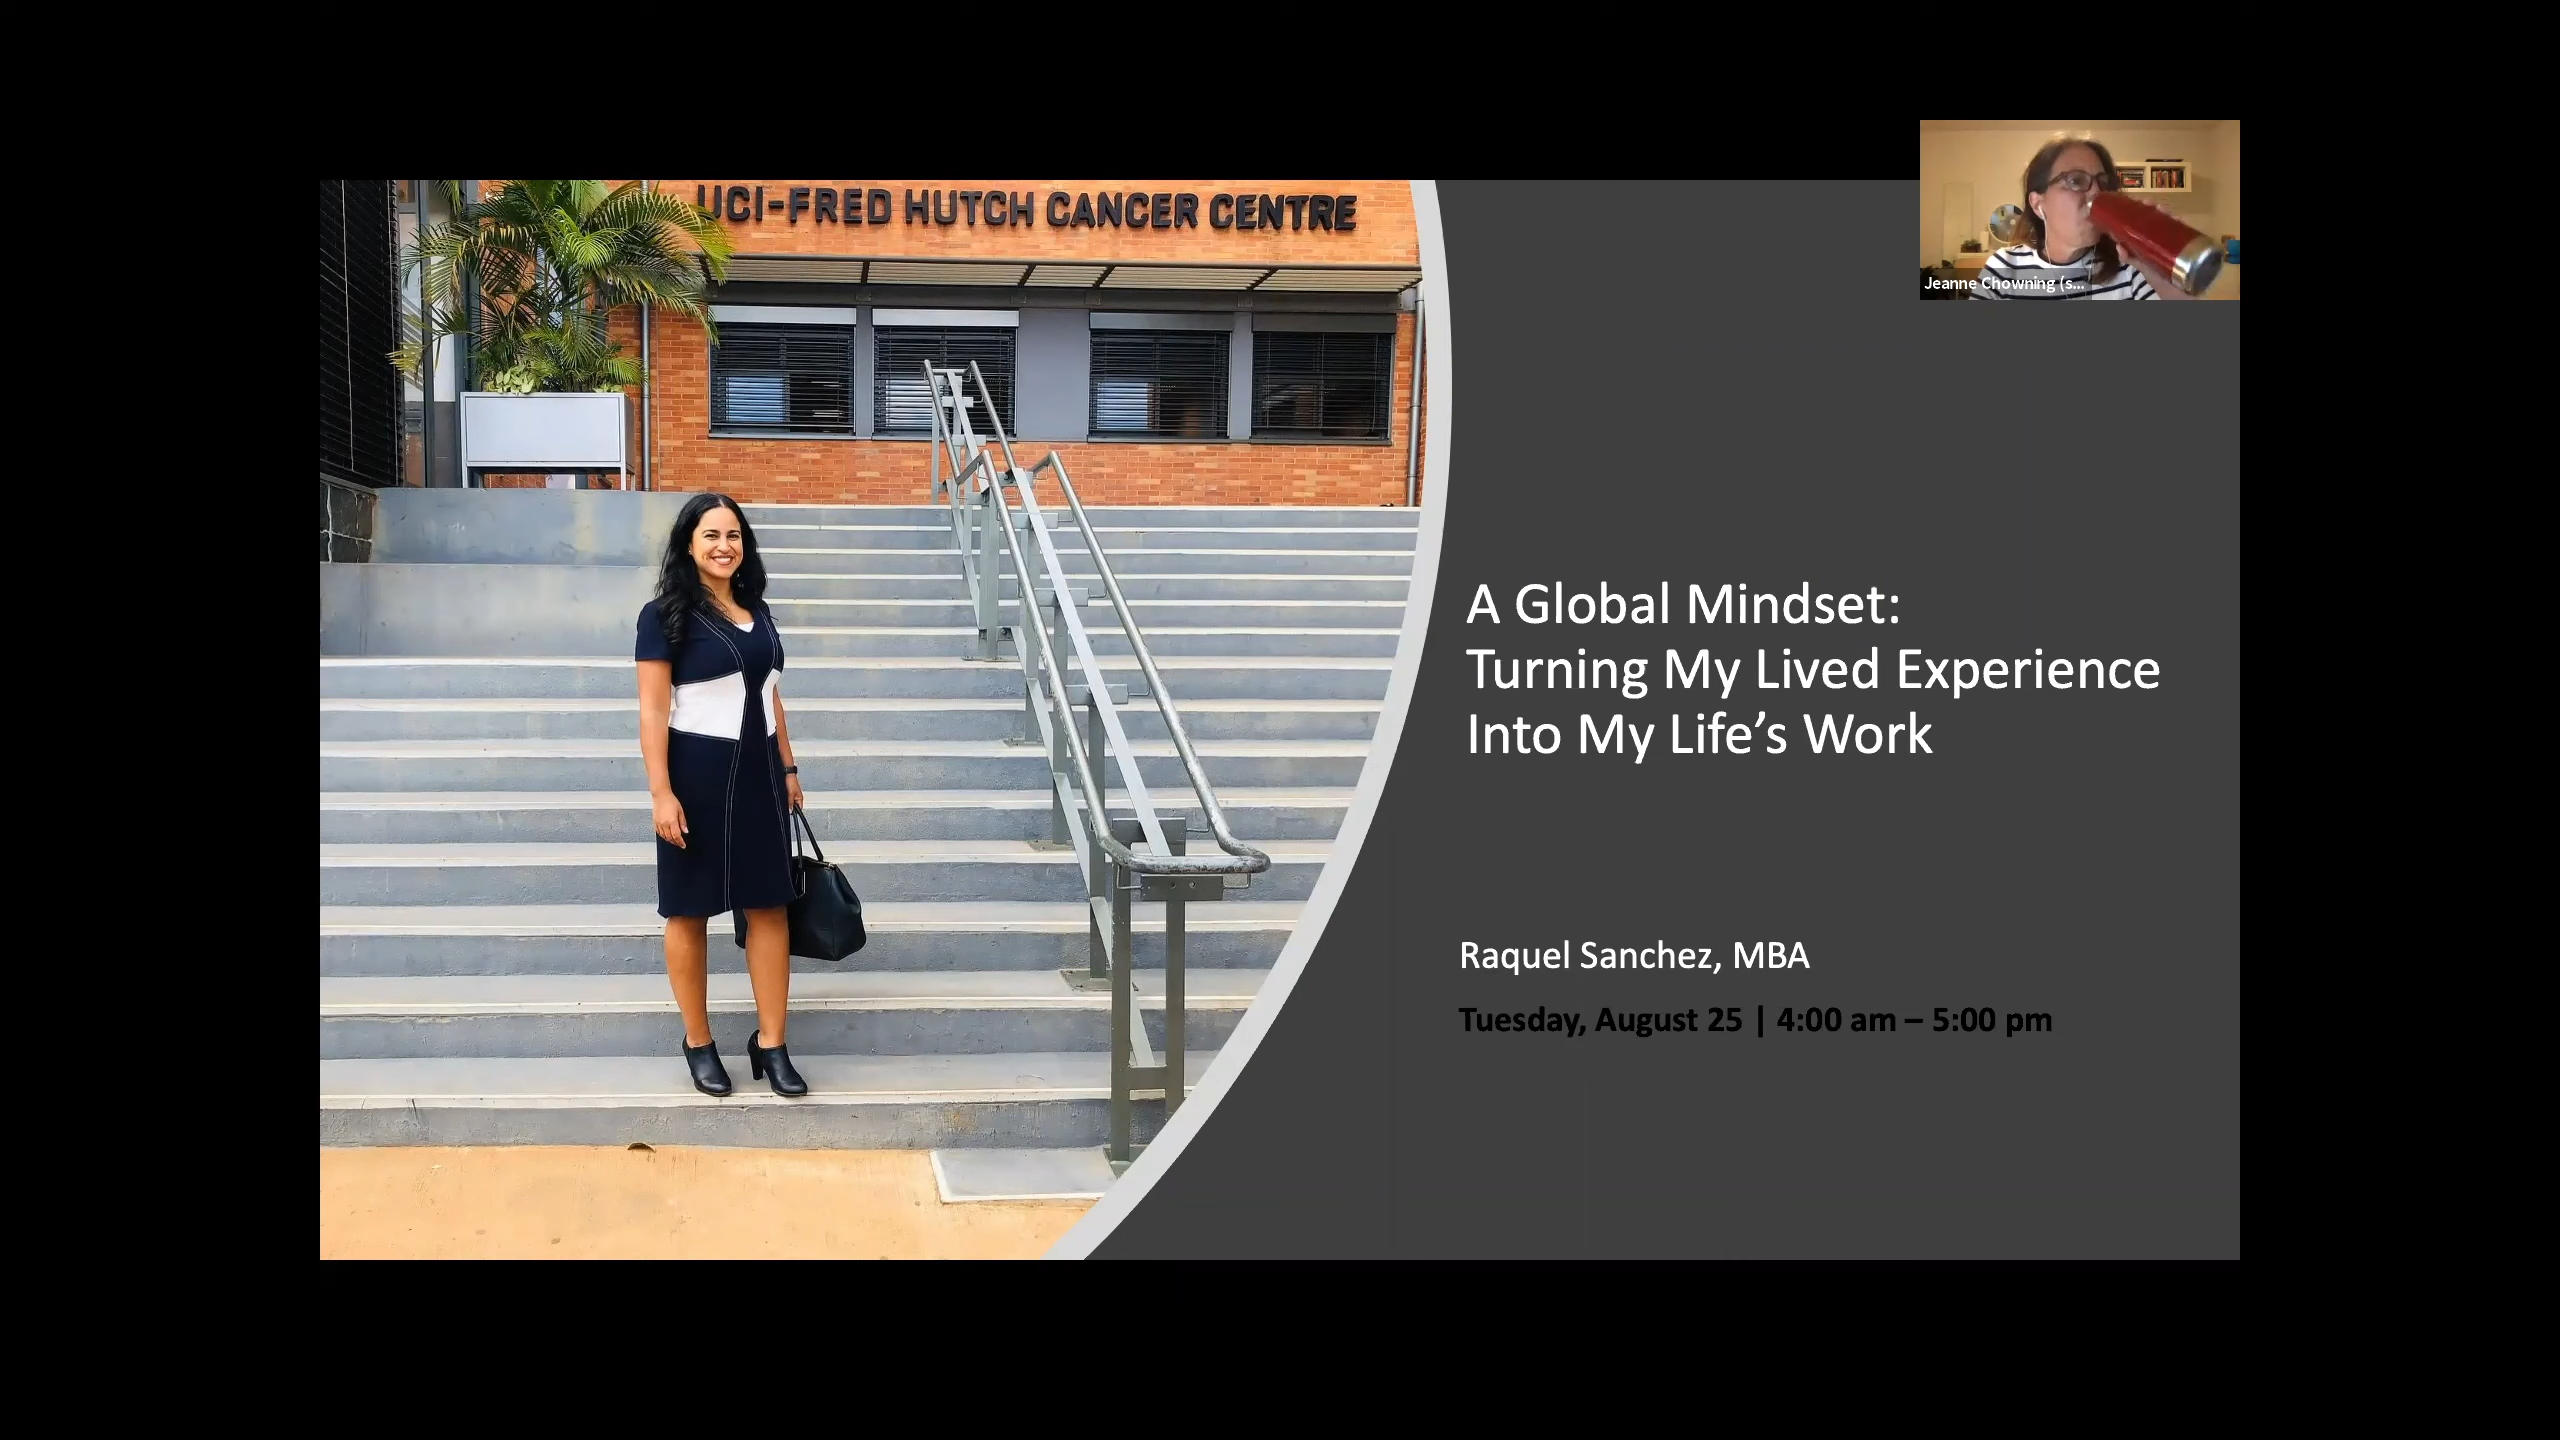 UCI-FRED HUTCH CANCER CENTRE
Jeanne Chowning (s...
A Global Mindset:
Turning My Lived Experience
Into My Life’s Work
Raquel Sanchez, MBA
Tuesday, August 25 | 4:00 am – 5:00 pm